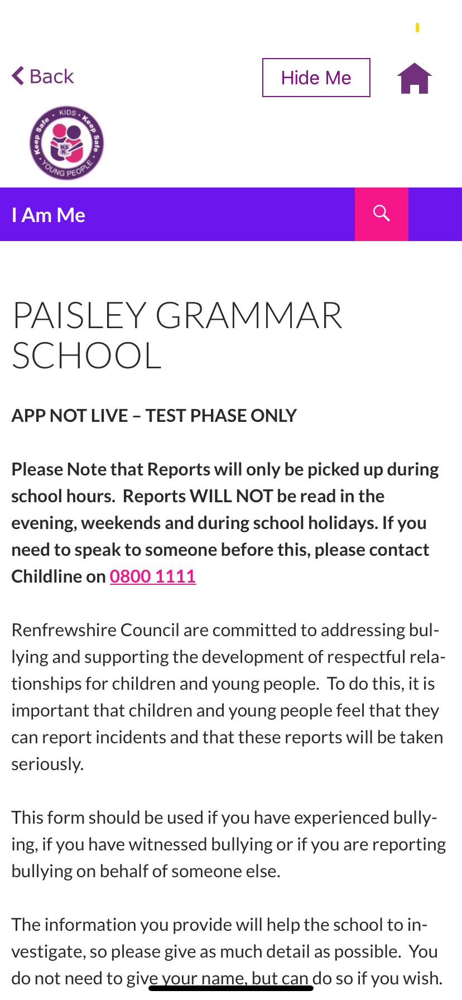 Back
Hide Me
KIDS
Keep Safe
Keep Safe
KS
K
YOUNG PEOPLE
I Am Me
PAISLEY GRAMMAR
SCHOOL
APP NOT LIVE – TEST PHASE ONLY
Please Note that Reports will only be picked up during
school hours.  Reports WILL NOT be read in the
evening, weekends and during school holidays. If you
need to speak to someone before this, please contact
Childline on 0800 1111
Renfrewshire Council are committed to addressing bul-
lying and supporting the development of respectful rela-
tionships for children and young people.  To do this, it is
important that children and young people feel that they
can report incidents and that these reports will be taken
seriously.
This form should be used if you have experienced bully-
ing, if you have witnessed bullying or if you are reporting
bullying on behalf of someone else.
The information you provide will help the school to in-
vestigate, so please give as much detail as possible.  You
do not need to give your name, but can do so if you wish.